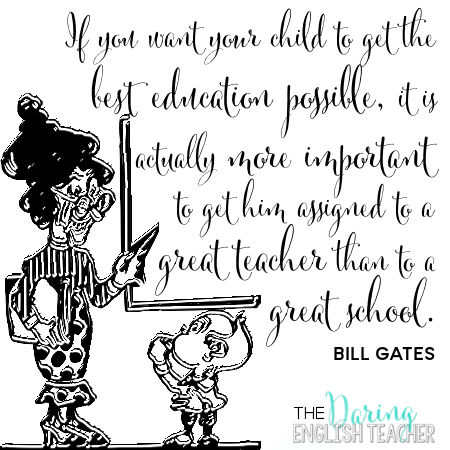 If you want your child to get the
best education possible, it is
actually more important
to get him assigned to a
great teacher than to a
great school.
BILL GATES
THE Daring
ENGLISH TEACHER